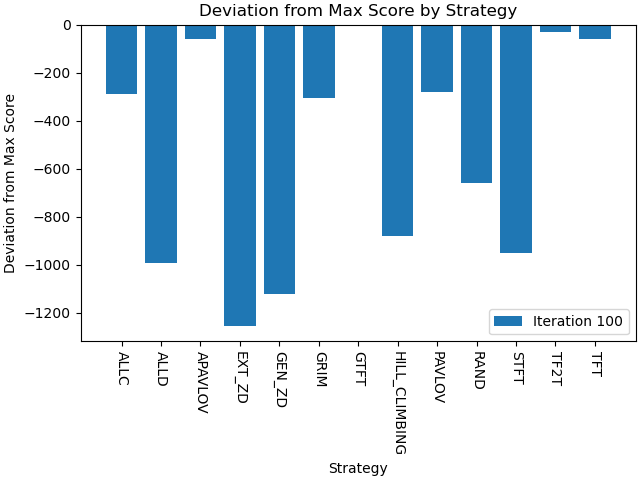 Deviation from Max Score by Strategy
Deviation from Max Score
0
−200
−400
−600
−800
−1000
−1200
Iteration 100
ALLC
ALLD
APAVLOV
EXT_ZD
GEN_ZD
GRIM
GTFT
HILL_CLIMBING
PAVLOV
RAND
STFT
TF2T
TFT
Strategy